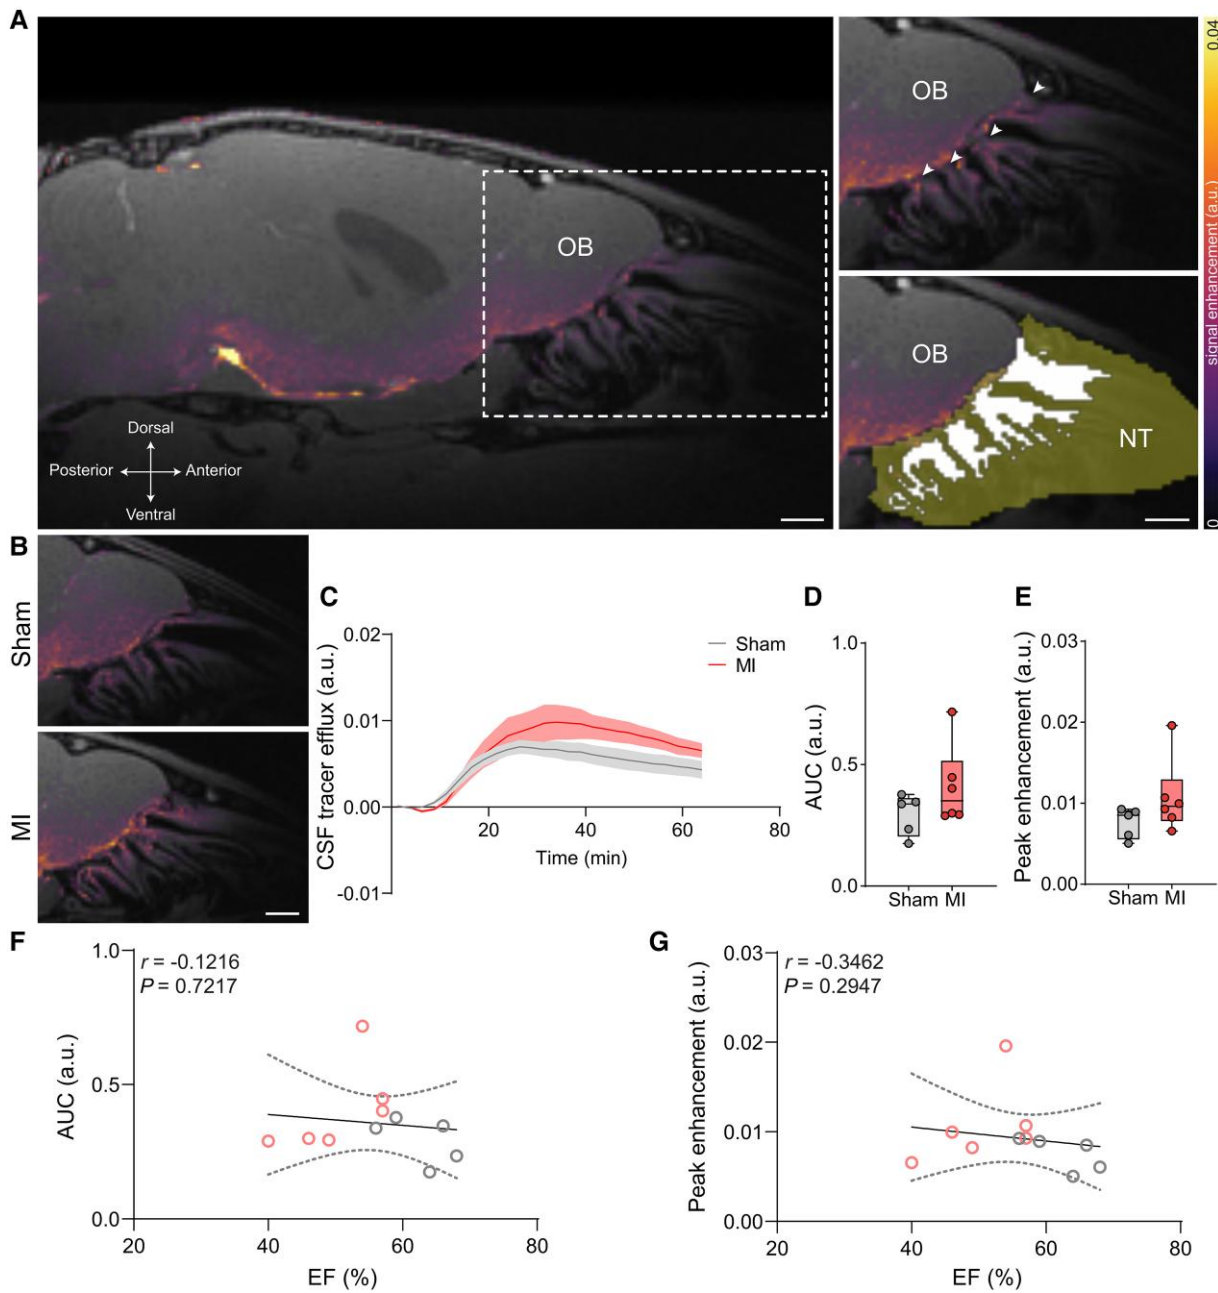 A
OB
Dorsal
Posterior
Anterior
Ventral
OB
OB
NT
0.04
signal enhancement (a.u.)
0
B
Sham
MI
C
CSF tracer efflux (a.u.)
0.02
0.01
0.00
-0.01
20
40
60
80
Time (min)
Sham
MI
D
AUC (a.u.)
1.0
0.5
0.0
Sham MI
E
Peak enhancement (a.u.)
0.03
0.02
0.01
0.00
Sham MI
F
r = -0.1216
P = 0.7217
AUC (a.u.)
1.0
0.5
0.0
20
40
60
80
EF (%)
G
r = -0.3462
P = 0.2947
Peak enhancement (a.u.)
0.03
0.02
0.01
0.00
20
40
60
80
EF (%)